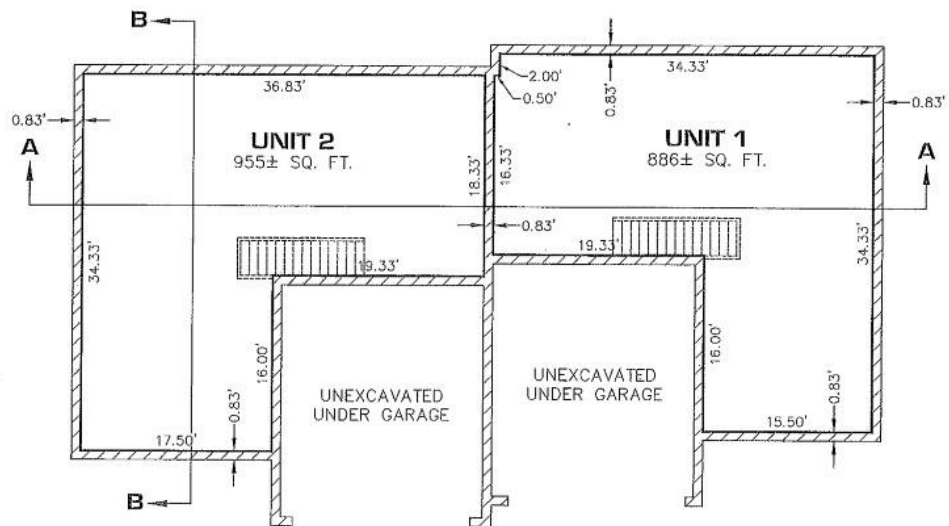 B
34.33'
2.00'
36.83'
0.50'
0.83'
0.83'
0.83'
A
UNIT 2
955± SQ. FT.
18.33'
16.33'
UNIT 1
886± SQ. FT.
A
0.83'
34.33'
19.33'
19.33'
34.33'
16.00'
UNEXCAVATED
UNDER GARAGE
UNEXCAVATED
UNDER GARAGE
16.00'
17.50'
0.83'
15.50'
0.83'
B